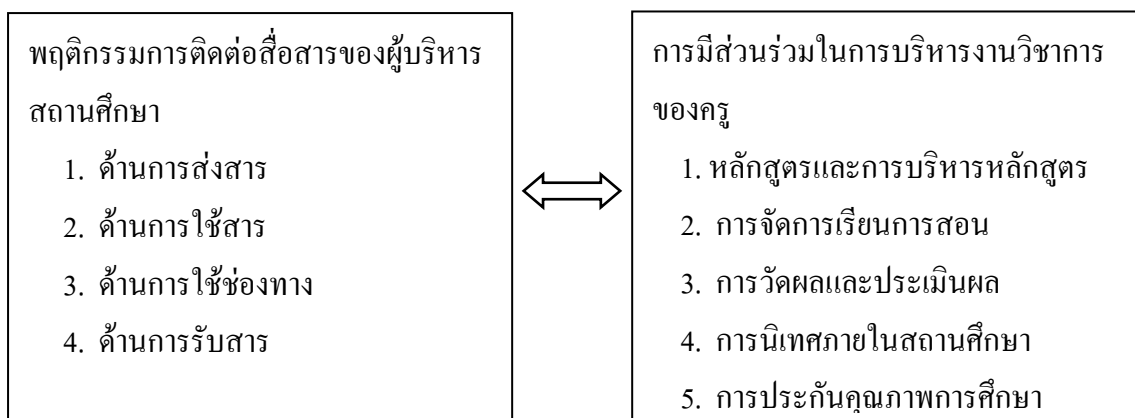 พฤติกรรมการติดต่อสื่อสารของผู้บริหาร
สถานศึกษา
1. ด้านการส่งสาร
2. ด้านการใช้สาร
3. ด้านการใช้ช่องทาง
4. ด้านการรับสาร
การมีส่วนร่วมในการบริหารงานวิชาการ
ของครู
1. หลักสูตรและการบริหารหลักสูตร
2. การจัดการเรียนการสอน
3. การวัดผลและประเมินผล
4. การนิเทศภายในสถานศึกษา
5. การประกันคุณภาพการศึกษา